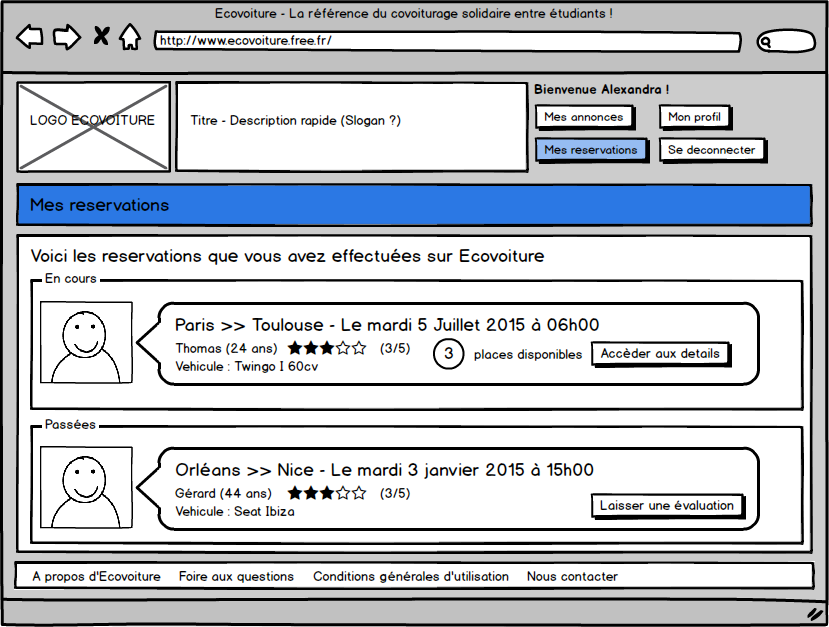 Ecovoiture - La référence du covoiturage solidaire entre étudiants !
http://www.ecovoiture.free.fr/
LOGO ECOVOITURE
Titre - Description rapide (Slogan ?)
Bienvenue Alexandra !
Mes annonces
Mon profil
Mes reservations
Se deconnecter
Mes reservations
Voici les reservations que vous avez effectuées sur Ecovoiture
En cours
Paris >> Toulouse - Le mardi 5 Juillet 2015 à 06h00
Thomas (24 ans) (3/5)
3 places disponibles
Accèder aux details
Vehicule : Twingo I 60cv
Passées
Orléans >> Nice - Le mardi 3 janvier 2015 à 15h00
Gérard (44 ans) (3/5)
Vehicule : Seat Ibiza
Laisser une évaluation
A propos d'Ecovoiture Foire aux questions Conditions générales d'utilisation Nous contacter